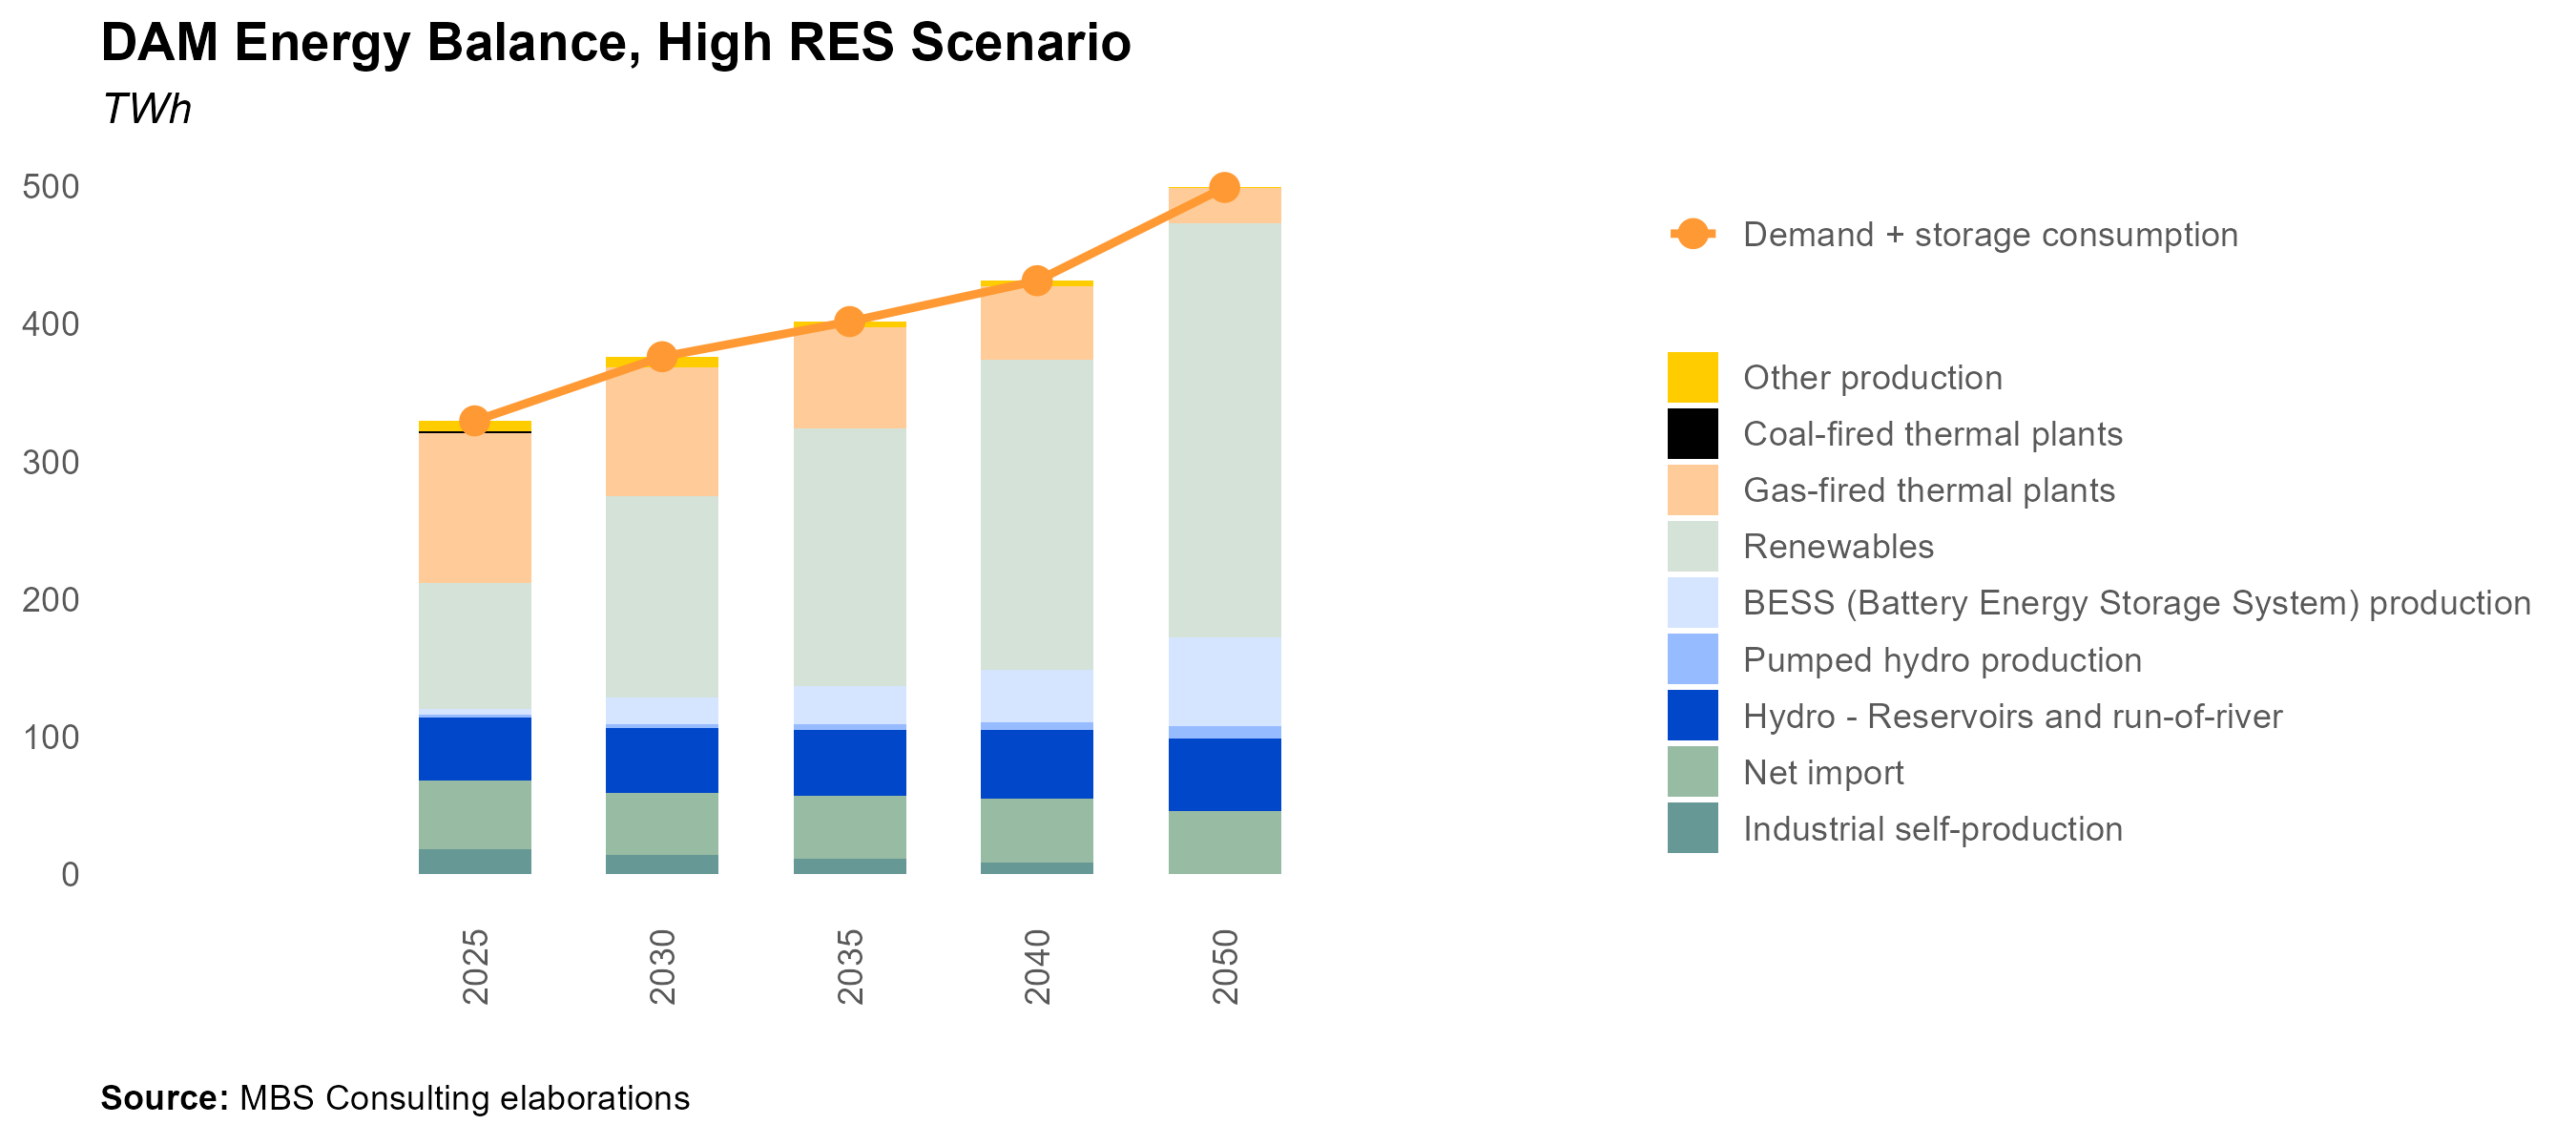 DAM Energy Balance, High RES Scenario
TWh
500
400
300
200
100
0
2025
2030
2035
2040
2050
Demand + storage consumption
Other production
Coal-fired thermal plants
Gas-fired thermal plants
Renewables
BESS (Battery Energy Storage System) production
Pumped hydro production
Hydro - Reservoirs and run-of-river
Net import
Industrial self-production
Source: MBS Consulting elaborations